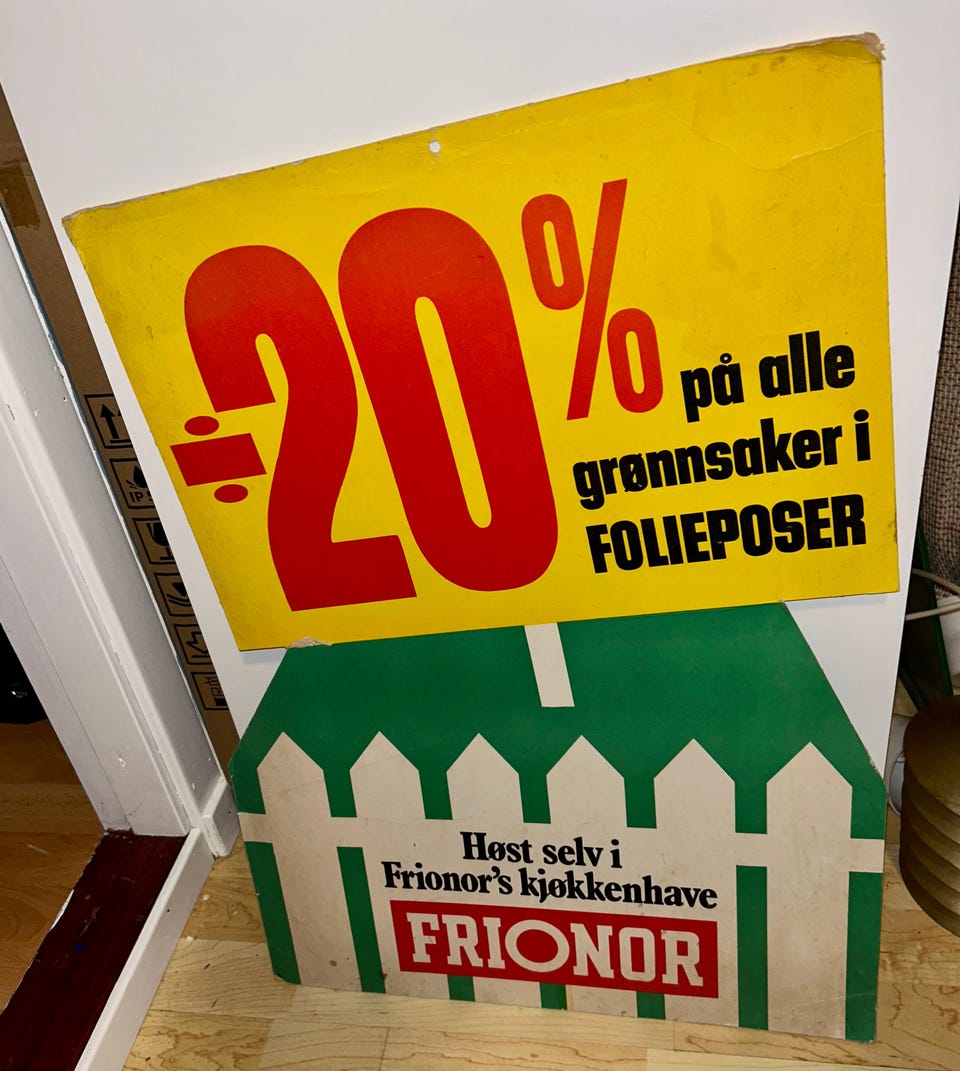 ÷20%
på alle
grønnsaker i
FOLIEPOSER
Høst selv i
Frionor's kjøkkenhave
FRIONOR